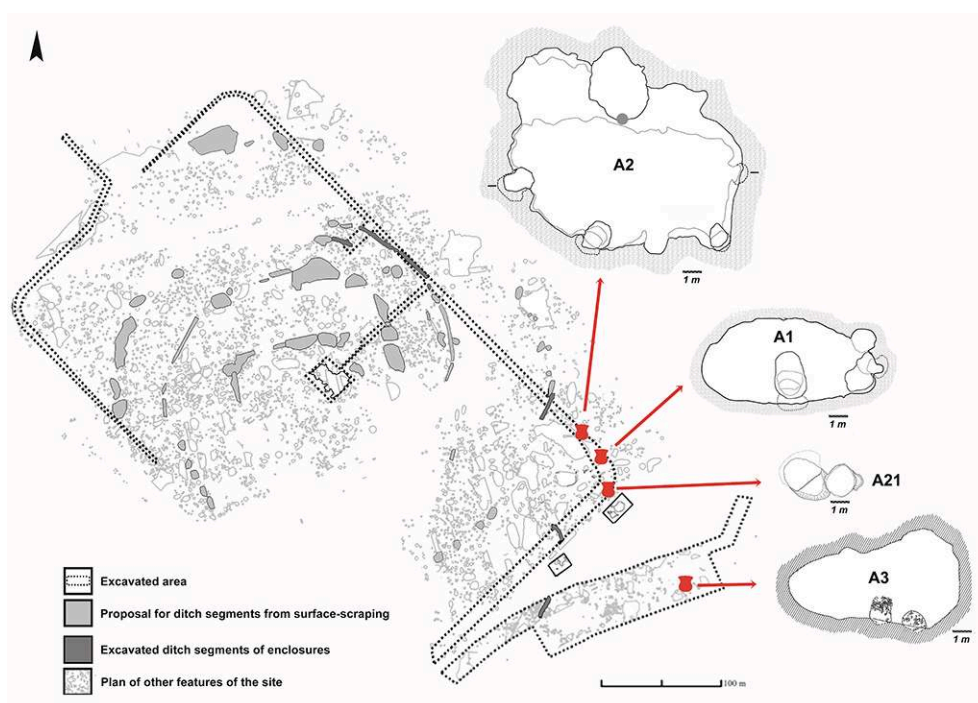 A2
1 m
A1
1 m
A21
1 m
A3
1 m
Excavated area
Proposal for ditch segments from surface-scraping
Excavated ditch segments of enclosures
Plan of other features of the site
100 m